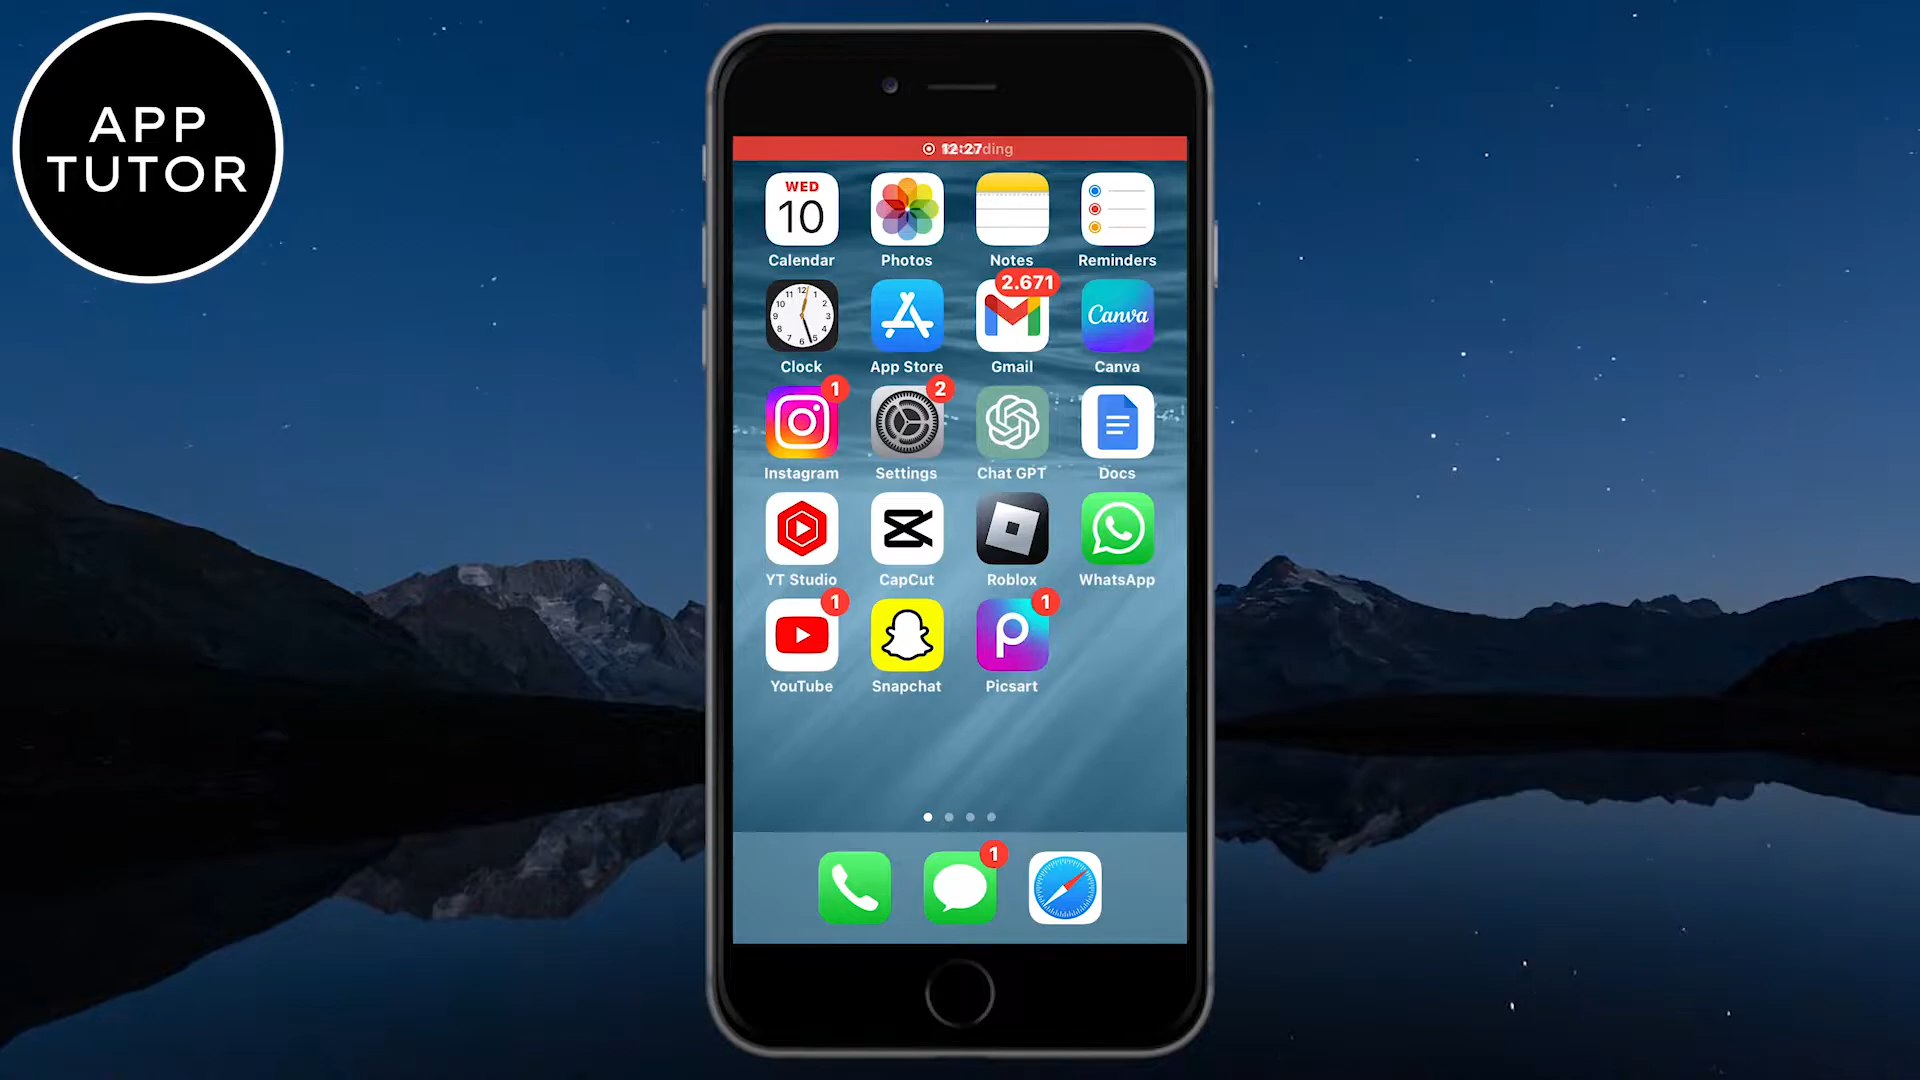 APP
TUTOR
12:27
WED
10
Calendar
Photos
Notes
Reminders
2.671
Canva
Clock
App Store
Gmail
Canva
1
2
Instagram
Settings
Chat GPT
Docs
YT Studio
CapCut
Roblox
WhatsApp
1
1
YouTube
Snapchat
Picsart
1